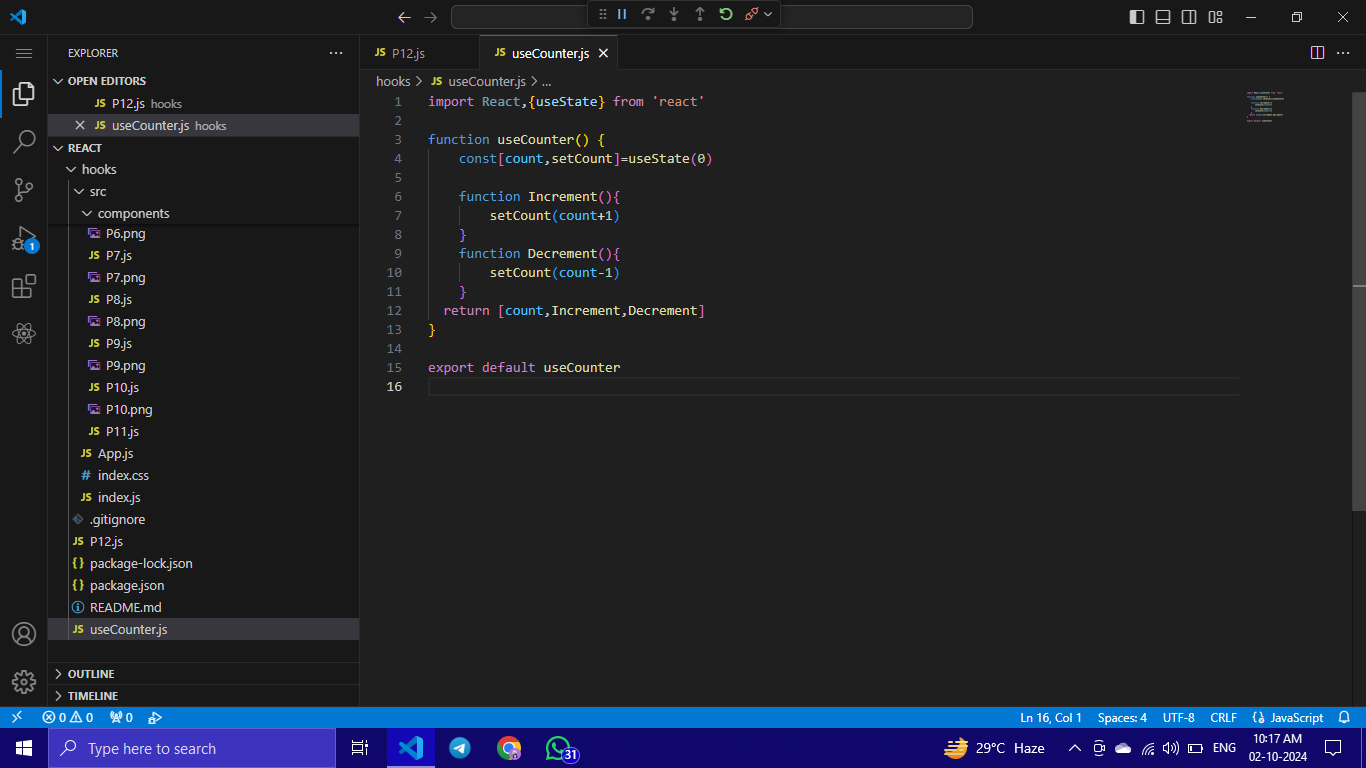 EXPLORER
OPEN EDITORS
JS P12.js hooks
JS useCounter.js hooks
REACT
hooks
src
components
P6.png
JS P7.js
P7.png
JS P8.js
P8.png
JS P9.js
P9.png
JS P10.js
P10.png
JS P11.js
JS App.js
# index.css
JS index.js
.gitignore
JS P12.js
{} package-lock.json
{} package.json
README.md
JS useCounter.js
OUTLINE
TIMELINE
1
JS P12.js
JS useCounter.js
hooks > JS useCounter.js > ...
1 import React,{useState} from 'react'
2
3 function useCounter() {
4 const[count,setCount]=useState(0)
5
6 function Increment(){
7 setCount(count+1)
8 }
9 function Decrement(){
10 setCount(count-1)
11 }
12 return [count,Increment,Decrement]
13 }
14
15 export default useCounter
16
0 0 0
Ln 16, Col 1 Spaces: 4 UTF-8 CRLF {} JavaScript
Type here to search
31
29°C Haze
ENG
10:17 AM
02-10-2024